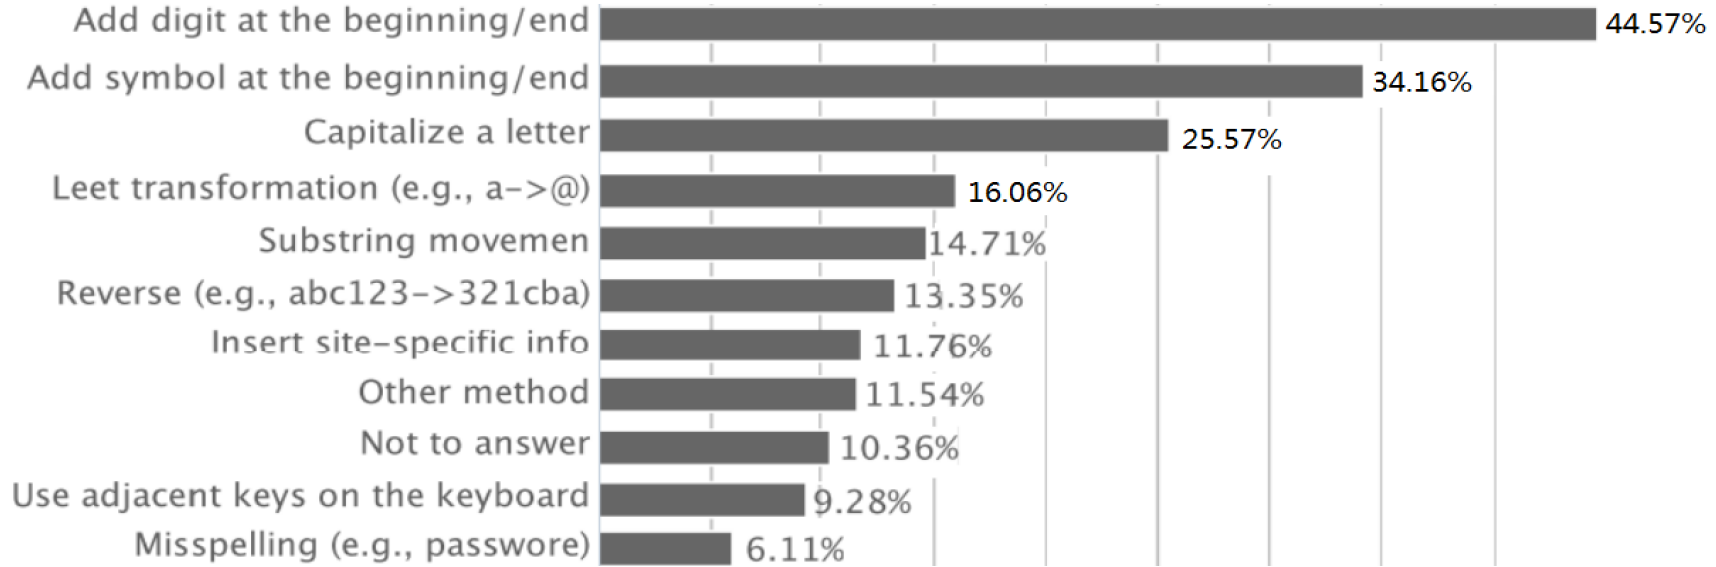 Add digit at the beginning/end 44.57%
Add symbol at the beginning/end 34.16%
Capitalize a letter 25.57%
Leet transformation (e.g., a->@) 16.06%
Substring movemen 14.71%
Reverse (e.g., abc123->321cba) 13.35%
Insert site-specific info 11.76%
Other method 11.54%
Not to answer 10.36%
Use adjacent keys on the keyboard 9.28%
Misspelling (e.g., passwore) 6.11%